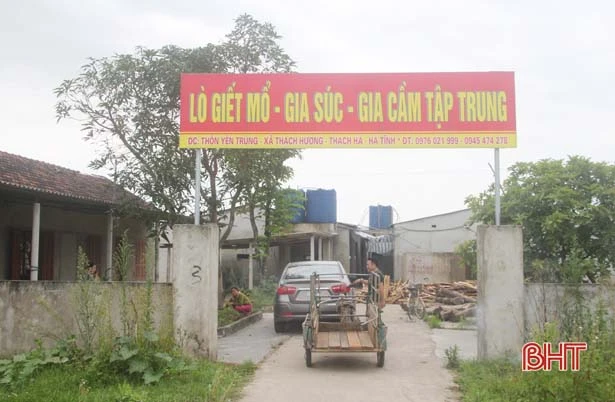 LÒ GIẾT MỔ - GIA SÚC - GIA CẦM TẬP TRUNG
ĐC: THÔN YÊN TRUNG - XÃ THẠCH HƯƠNG - THẠCH HÀ - HÀ TĨNH * ĐT: 0976 021 999 - 0945 474 278
3
BHT